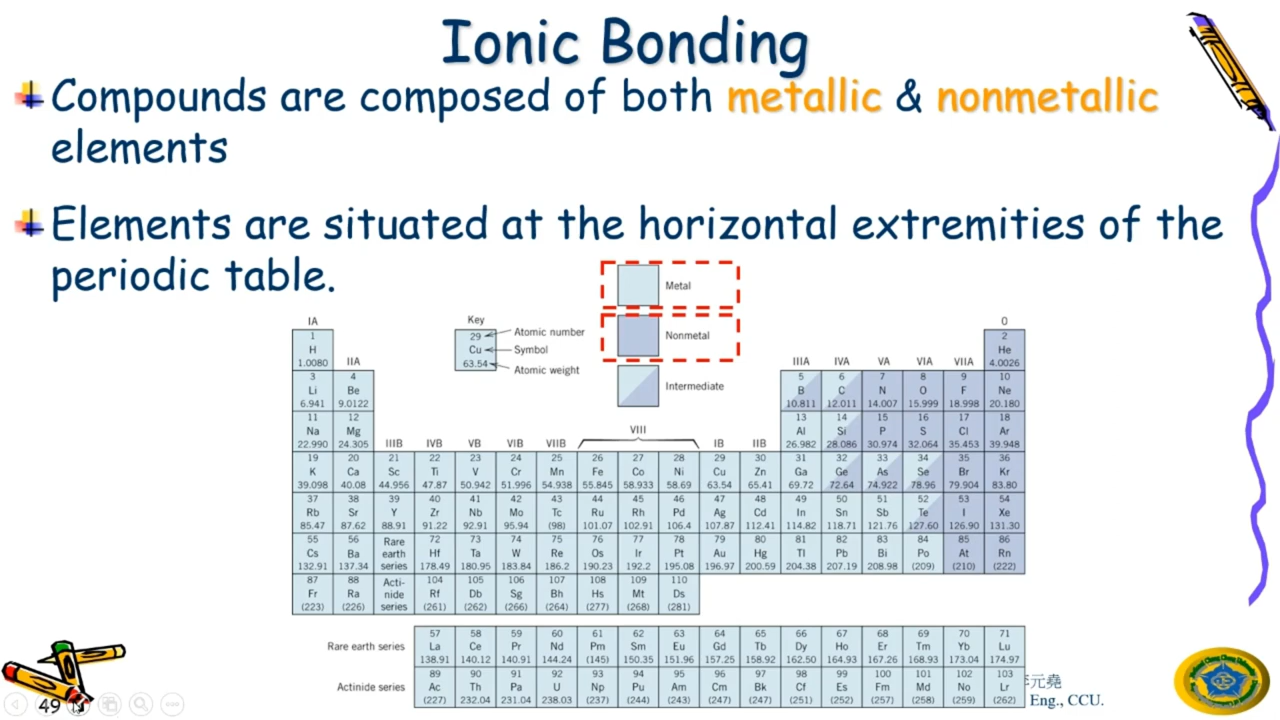 Ionic Bonding
Compounds are composed of both metallic & nonmetallic
elements
Elements are situated at the horizontal extremities of the
periodic table.
Metal
Nonmetal
Intermediate
Key
29 Atomic number
Cu Symbol
63.54 Atomic weight
IA 0
1 2
H He
1.0080 4.0026
IIA IIIA IVA VA VIA VIIA
3 4 5 6 7 8 9 10
Li Be B C N O F Ne
6.941 9.0122 10.811 12.011 14.007 15.999 18.998 20.180
11 12 13 14 15 16 17 18
Na Mg Al Si P S Cl Ar
22.990 24.305 26.982 28.086 30.974 32.064 35.453 39.948
VIII
IIIB IVB VB VIB VIIB IB IIB
19 20 21 22 23 24 25 26 27 28 29 30 31 32 33 34 35 36
K Ca Sc Ti V Cr Mn Fe Co Ni Cu Zn Ga Ge As Se Br Kr
39.098 40.08 44.956 47.87 50.942 51.996 54.938 55.845 58.933 58.69 63.54 65.41 69.72 72.64 74.922 78.96 79.904 83.80
37 38 39 40 41 42 43 44 45 46 47 48 49 50 51 52 53 54
Rb Sr Y Zr Nb Mo Tc Ru Rh Pd Ag Cd In Sn Sb Te I Xe
85.47 87.62 88.91 91.22 92.91 95.94 (98) 101.07 102.91 106.4 107.87 112.41 114.82 118.71 121.76 127.60 126.90 131.30
55 56 Rare 72 73 74 75 76 77 78 79 80 81 82 83 84 85 86
Cs Ba earth Hf Ta W Re Os Ir Pt Au Hg Tl Pb Bi Po At Rn
132.91 137.34 series 178.49 180.95 183.84 186.2 190.23 192.2 195.08 196.97 200.59 204.38 207.19 208.98 (209) (210) (222)
87 88 Acti- 104 105 106 107 108 109 110
Fr Ra nide Rf Db Sg Bh Hs Mt Ds
(223) (226) series (261) (262) (266) (264) (277) (268) (281)
57 58 59 60 61 62 63 64 65 66 67 68 69 70 71
Rare earth series La Ce Pr Nd Pm Sm Eu Gd Tb Dy Ho Er Tm Yb Lu
138.91 140.12 140.91 144.24 (145) 150.35 151.96 157.25 158.92 162.50 164.93 167.26 168.93 173.04 174.97
89 90 91 92 93 94 95 96 97 98 99 100 101 102 103
Actinide series Ac Th Pa U Np Pu Am Cm Bk Cf Es Fm Md No Lr
(227) (232.04 231.04 238.03 (237) (244) (243) (247) (247) (251) (252) (257) (258) (259) (262)
元堯
Eng., CCU.
49